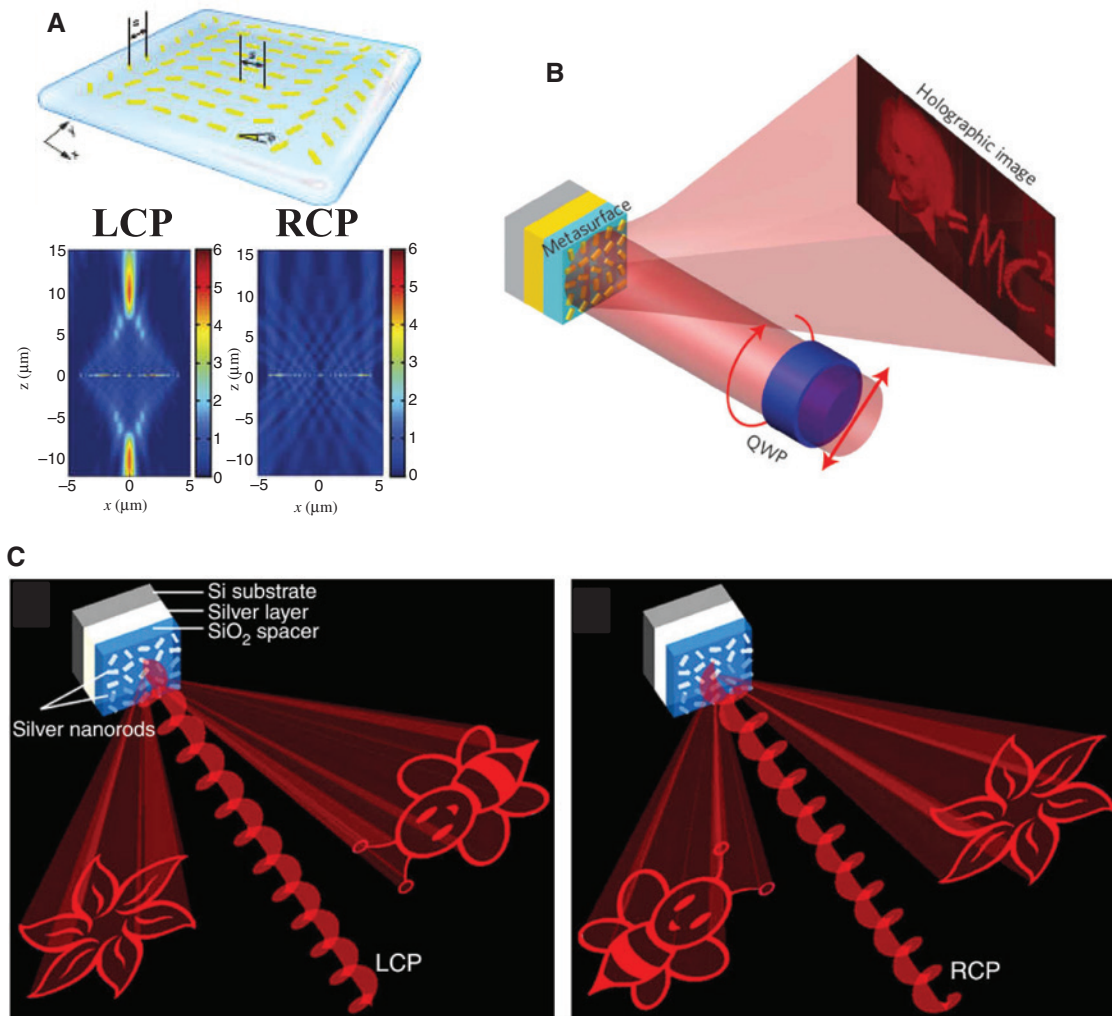 A
s
s
φ
y
x
LCP
RCP
15
10
5
0
−5
−10
−5
0
5
z (μm)
x (μm)
6
5
4
3
2
1
0
15
10
5
0
−5
−10
−5
0
5
x (μm)
6
5
4
3
2
1
0
B
Holographic image
Metasurface
=MC²
QWP
C
Si substrate
Silver layer
SiO₂ spacer
Silver nanorods
LCP
RCP